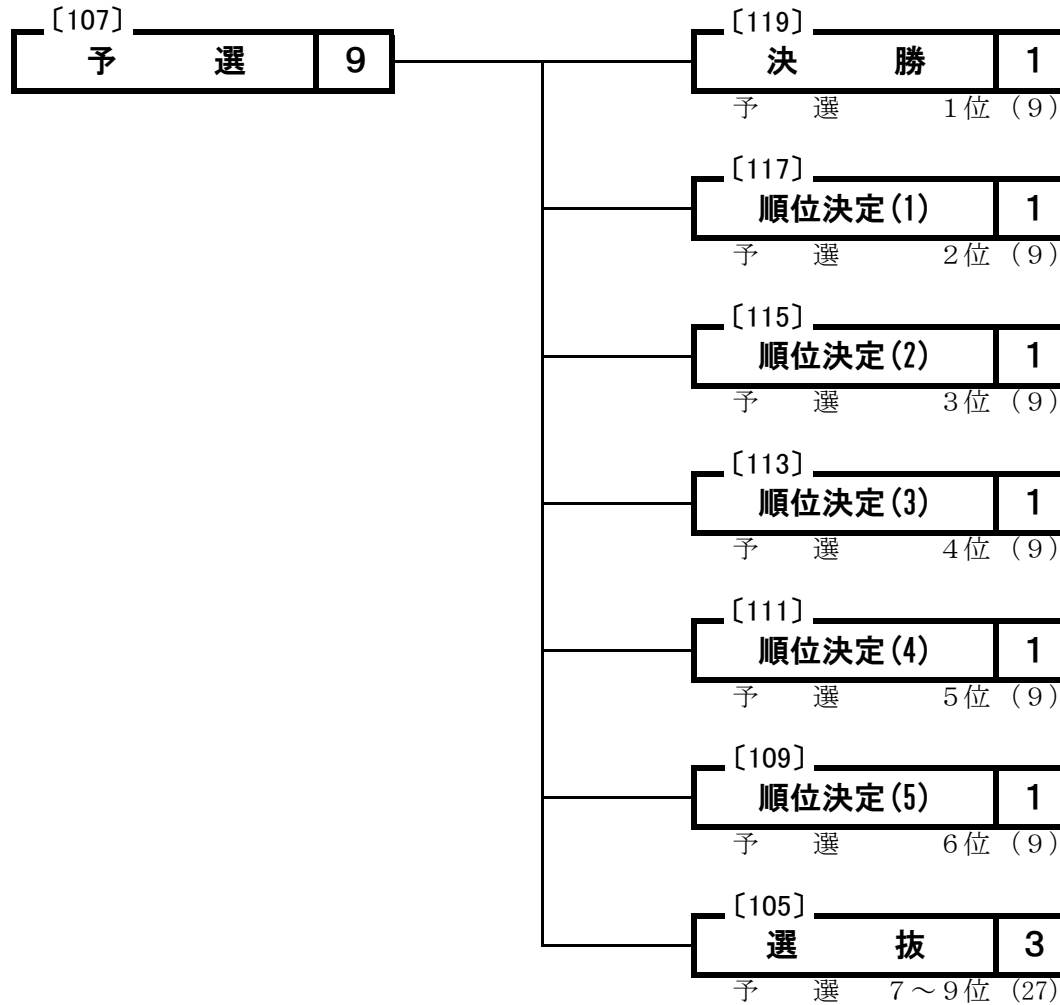 〔107〕
予　選 9
〔119〕
決　勝 1
予　選　1位（9）
〔117〕
順位決定(1) 1
予　選　2位（9）
〔115〕
順位決定(2) 1
予　選　3位（9）
〔113〕
順位決定(3) 1
予　選　4位（9）
〔111〕
順位決定(4) 1
予　選　5位（9）
〔109〕
順位決定(5) 1
予　選　6位（9）
〔105〕
選　抜 3
予　選　7～9位 (27)